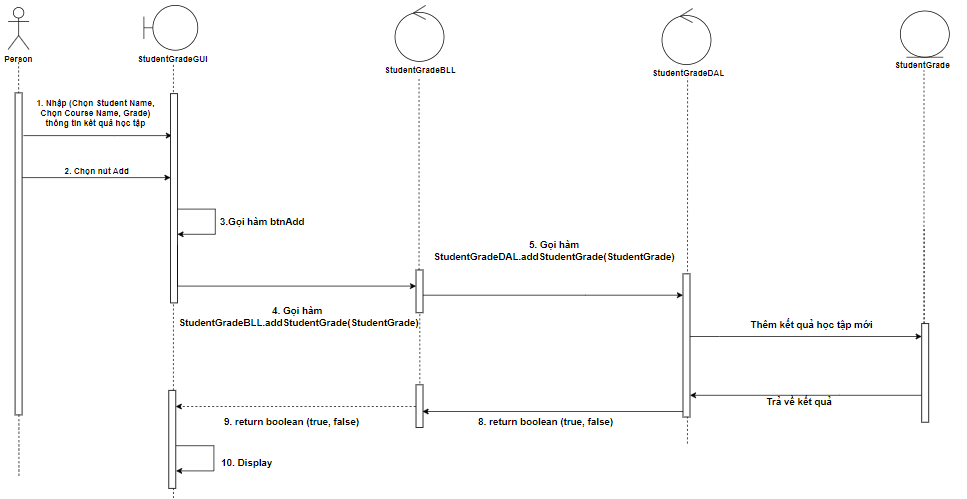 Person
StudentGradeGUI
StudentGradeBLL
StudentGradeDAL
StudentGrade
1. Nhập (Chọn Student Name,
Chọn Course Name, Grade)
thông tin kết quả học tập
2. Chọn nút Add
3.Gọi hàm btnAdd
5. Gọi hàm
StudentGradeDAL.addStudentGrade(StudentGrade)
4. Gọi hàm
StudentGradeBLL.addStudentGrade(StudentGrade)
Thêm kết quả học tập mới
Trả về kết quả
9. return boolean (true, false)
8. return boolean (true, false)
10. Display